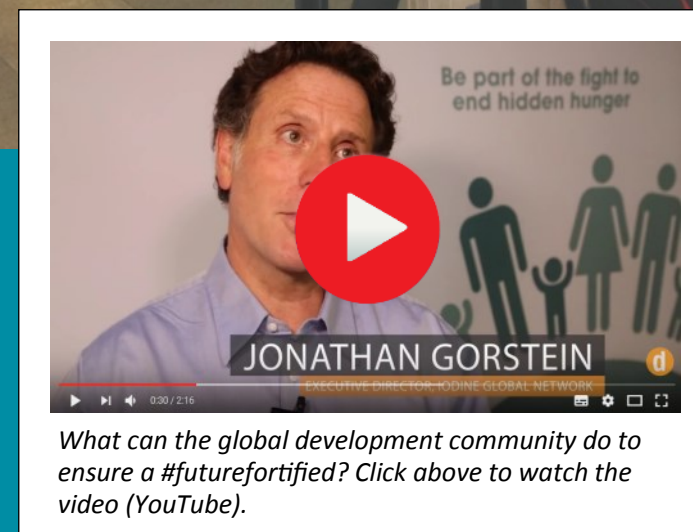 Be part of the fight to
end hidden hunger
JONATHAN GORSTEIN
d
EXECUTIVE DIRECTOR, IODINE GLOBAL NETWORK
0:30 / 2:16
What can the global development community do to
ensure a #futurefortified? Click above to watch the
video (YouTube).